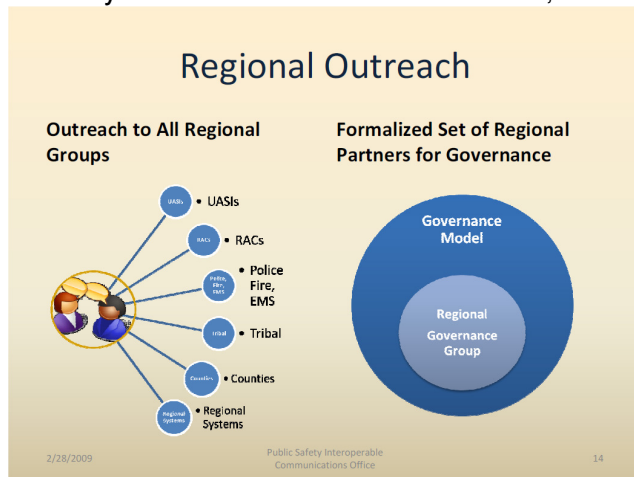 Regional Outreach
Outreach to All Regional
Groups
UASIs
• UASIs
RACs
• RACs
Police,
Fire,
EMS
• Police
Fire,
EMS
Tribal
• Tribal
Counties
• Counties
Regional
Systems
• Regional
Systems
Formalized Set of Regional
Partners for Governance
Governance
Model
Regional
Governance
Group
2/28/2009
Public Safety Interoperable
Communications Office
14